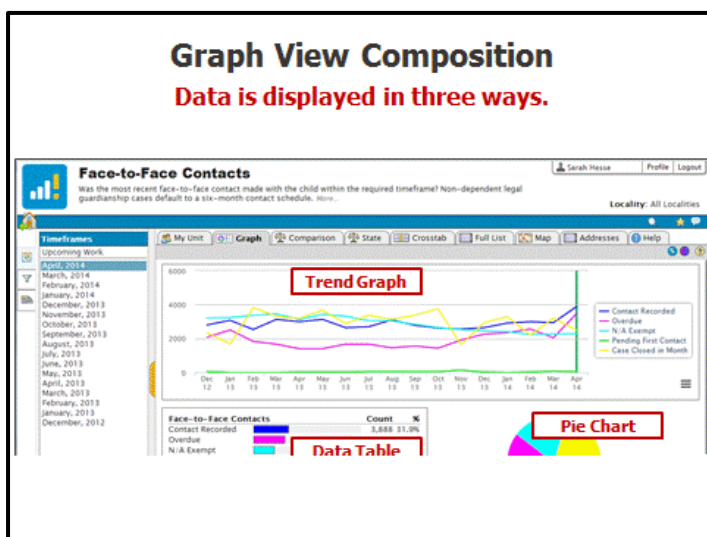 Graph View Composition
Data is displayed in three ways.
Sarah Hesse Profile Logout
Face-to-Face Contacts
Was the most recent face-to-face contact made with the child within the required timeframe? Non-dependent legal
guardianship cases default to a six-month contact schedule. More...
Locality: All Localities
Timeframes
Upcoming Work
April, 2014
March, 2014
February, 2014
January, 2014
December, 2013
November, 2013
October, 2013
September, 2013
August, 2013
July, 2013
June, 2013
May, 2013
April, 2013
March, 2013
February, 2013
January, 2013
December, 2012
My Unit Graph Comparison State Crosstab Full List Map Addresses Help
Trend Graph
6000
4000
2000
0
Dec Jan Feb Mar Apr May Jun Jul Aug Sep Oct Nov Dec Jan Feb Mar Apr
12 13 13 13 13 13 13 13 13 13 13 13 13 14 14 14 14
Contact Recorded
Overdue
N/A Exempt
Pending First Contact
Case Closed in Month
Face-to-Face Contacts Count %
Contact Recorded 3,888 31.9%
Overdue
N/A Exempt
Data Table
Pie Chart